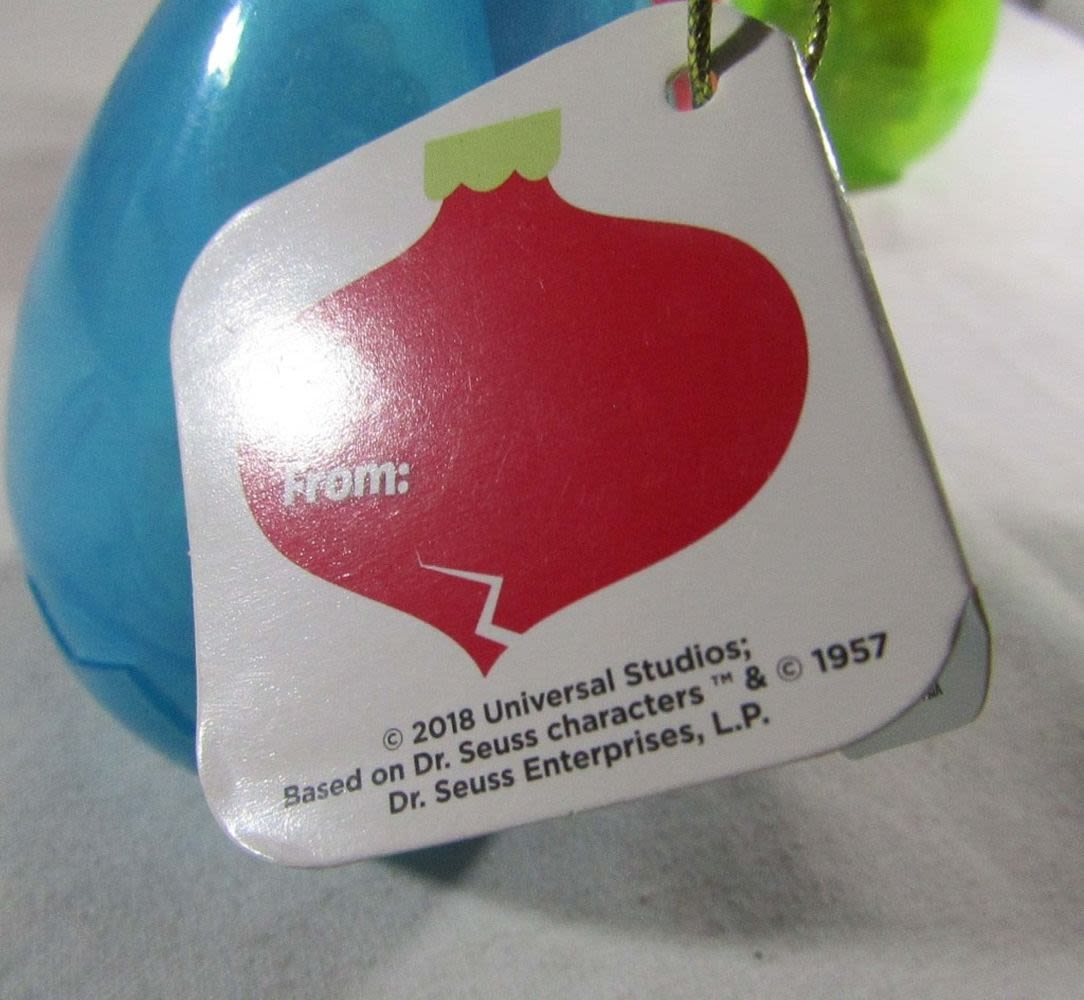 From:
© 2018 Universal Studios;
Based on Dr. Seuss characters ™ & © 1957
Dr. Seuss Enterprises, L.P.